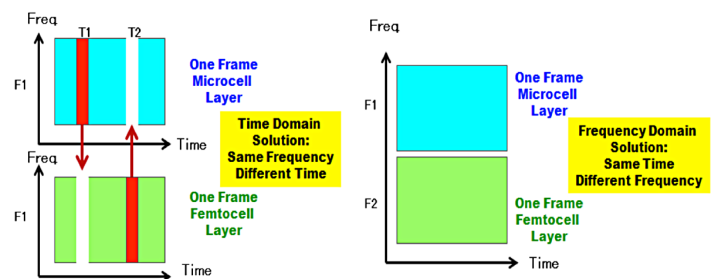 Freq.
T1
T2
F1
One Frame
Microcell
Layer
Time
Time Domain
Solution:
Same Frequency
Different Time
Freq.
F1
One Frame
Femtocell
Layer
Time
Freq.
F1
One Frame
Microcell
Layer
Frequency Domain
Solution:
Same Time
Different Frequency
F2
One Frame
Femtocell
Layer
Time